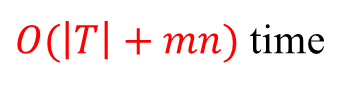 𝑂(|𝑇| + 𝑚𝑛) time